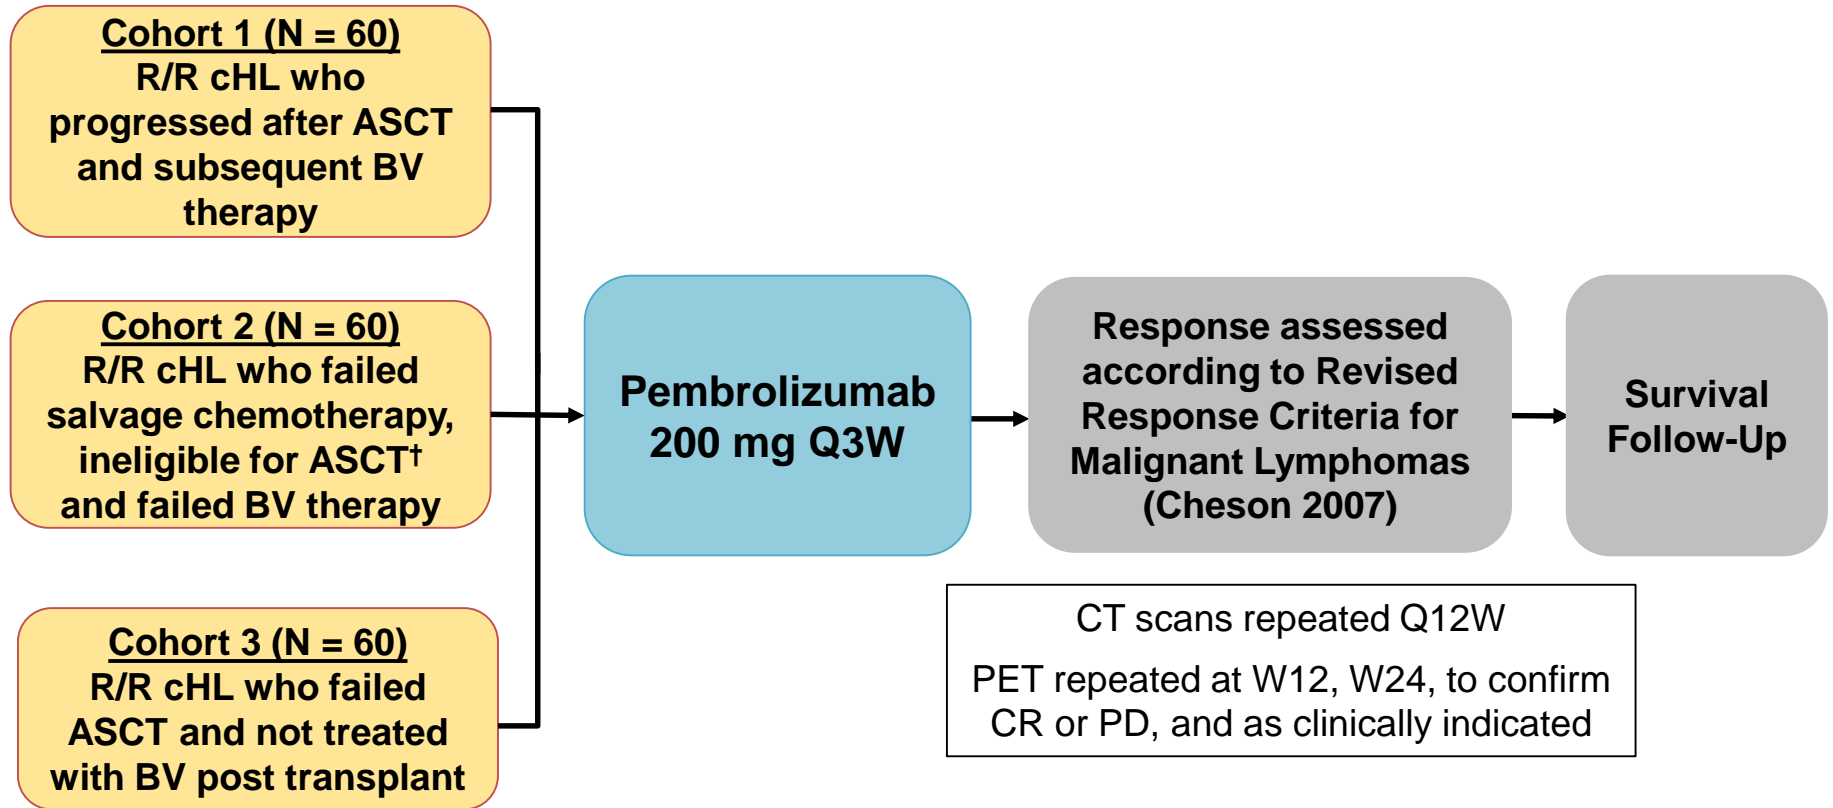 Cohort 1 (N = 60)
R/R cHL who
progressed after ASCT
and subsequent BV
therapy
Cohort 2 (N = 60)
R/R cHL who failed
salvage chemotherapy,
ineligible for ASCT†
and failed BV therapy
Cohort 3 (N = 60)
R/R cHL who failed
ASCT and not treated
with BV post transplant
Pembrolizumab
200 mg Q3W
Response assessed
according to Revised
Response Criteria for
Malignant Lymphomas
(Cheson 2007)
Survival
Follow-Up
CT scans repeated Q12W
PET repeated at W12, W24, to confirm
CR or PD, and as clinically indicated